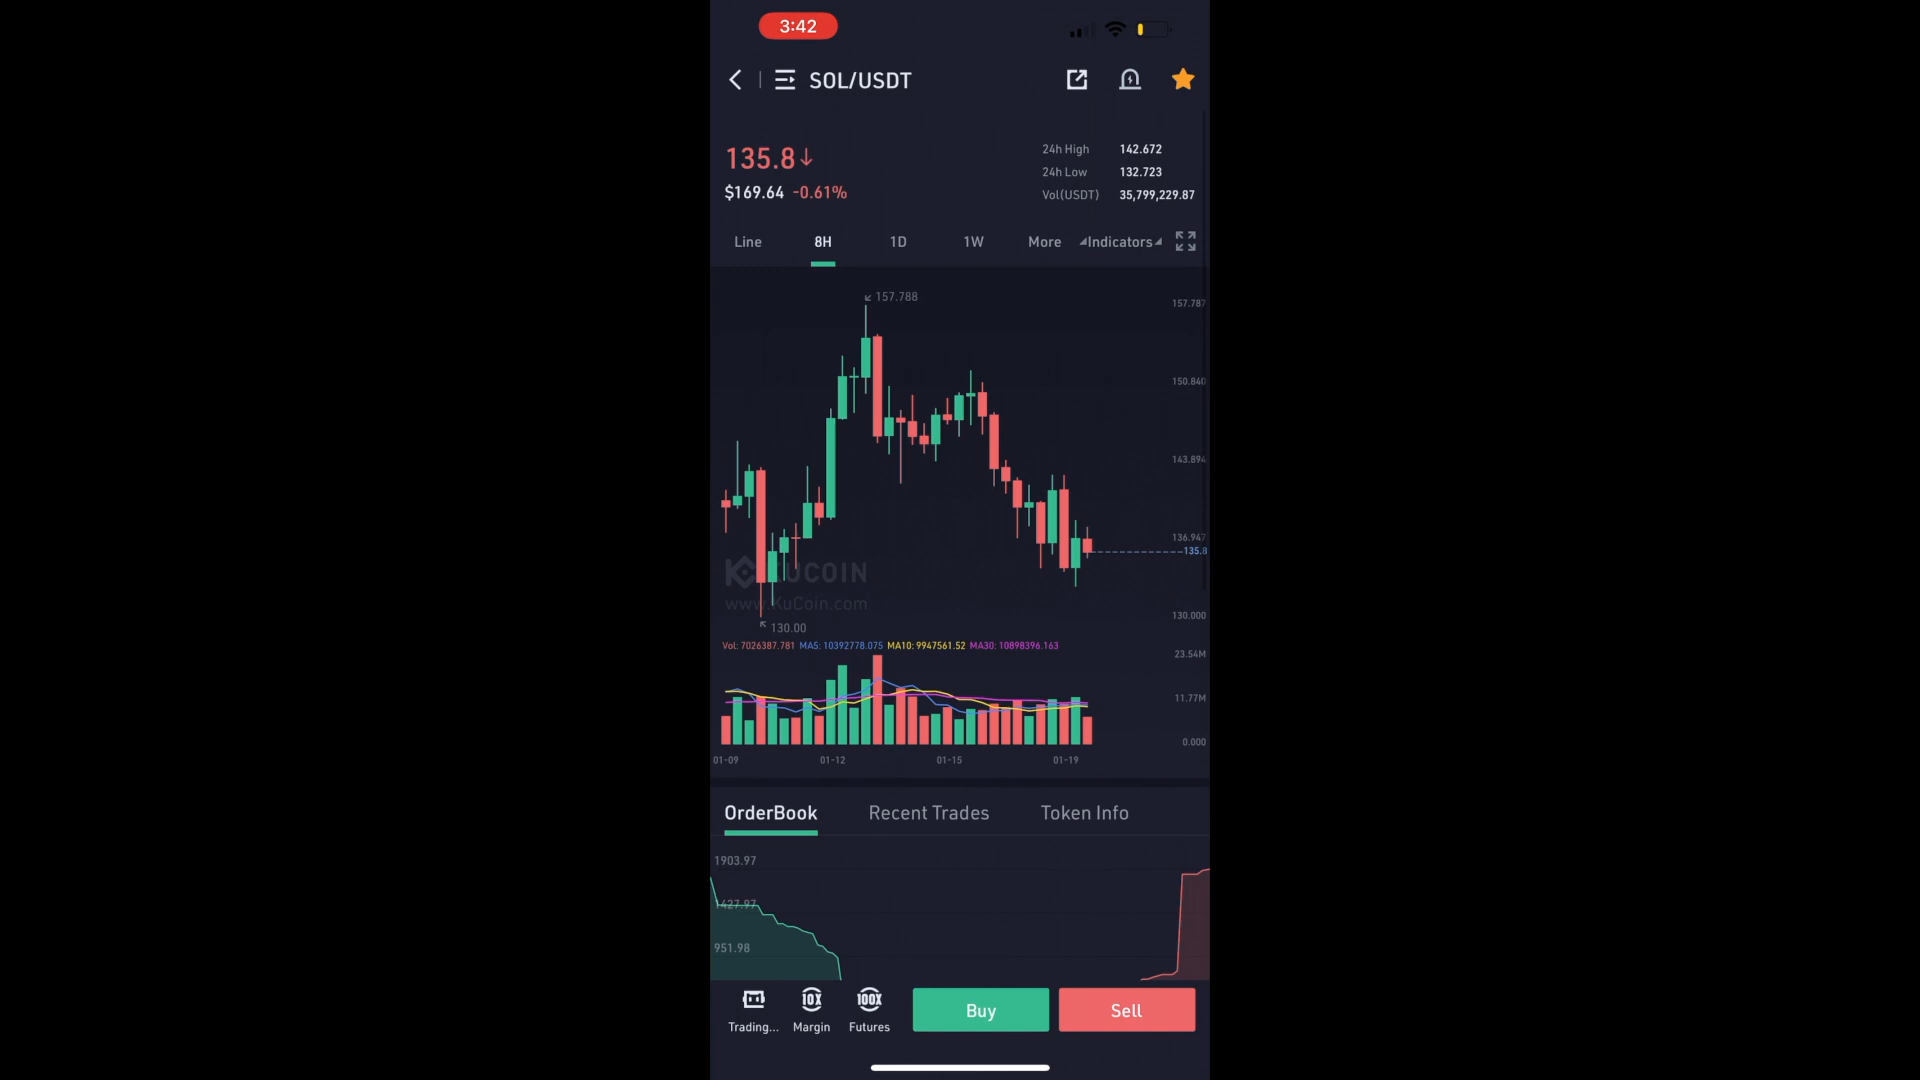 3:42
SOL/USDT
135.8↓
24h High 142.672
24h Low 132.723
$169.64 -0.61%
Vol(USDT) 35,799,229.87
Line 8H 1D 1W More Indicators
157.788
157.787
150.840
143.894
136.947
135.8
KUCOIN
www.KuCoin.com
130.000
130.00
Vol: 7026387.781 MA5: 10392778.075 MA10: 9947561.52 MA30: 10898396.163
23.54M
11.77M
0.000
01-09 01-12 01-15 01-19
OrderBook Recent Trades Token Info
1903.97
1427.97
951.98
10X 100X
Trading... Margin Futures
Buy Sell